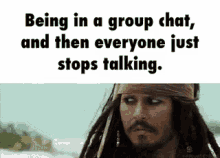 Being in a group chat,
and then everyone just
stops talking.